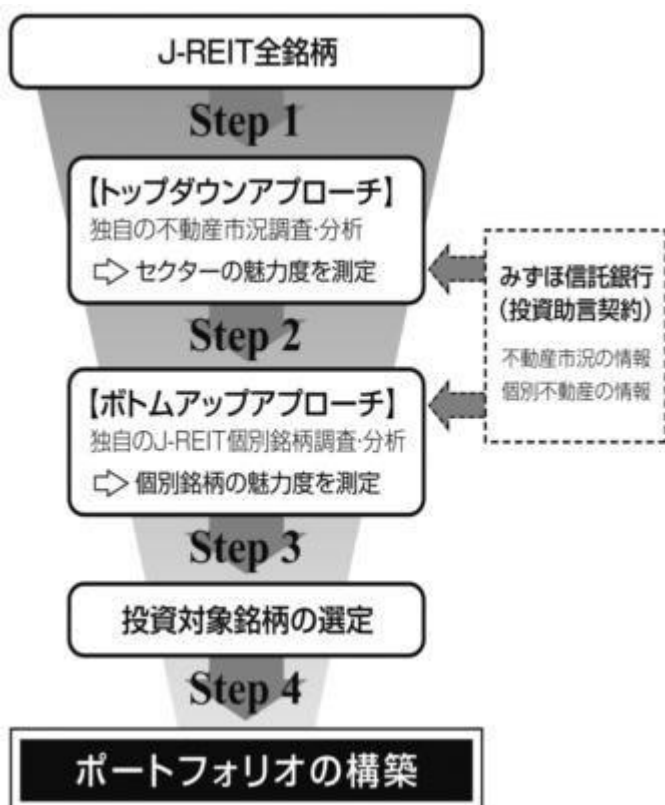 J-REIT全銘柄
Step 1
【トップダウンアプローチ】
独自の不動産市況調査・分析
⇨ セクターの魅力度を測定
Step 2
【ボトムアップアプローチ】
独自のJ-REIT個別銘柄調査・分析
⇨ 個別銘柄の魅力度を測定
みずほ信託銀行
(投資助言契約)
不動産市況の情報
個別不動産の情報
Step 3
投資対象銘柄の選定
Step 4
ポートフォリオの構築